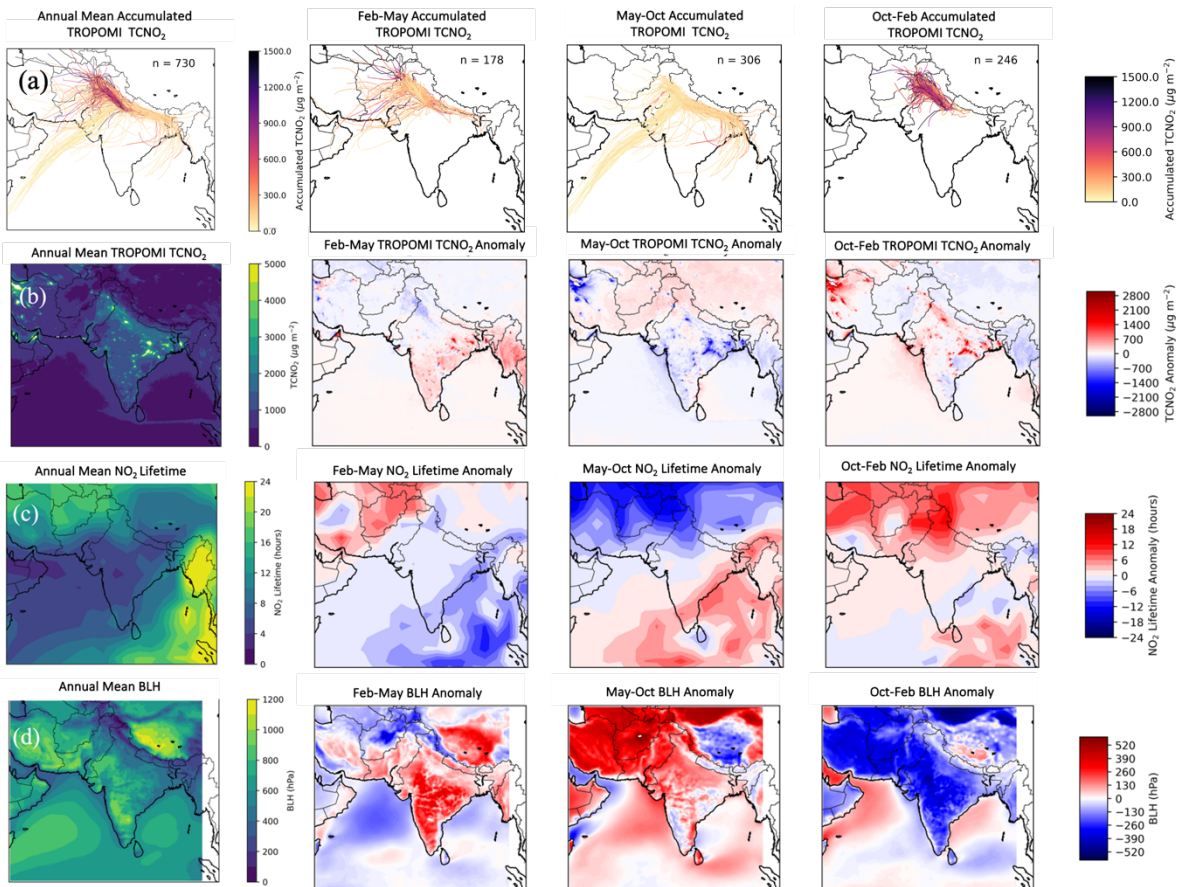 Annual Mean Accumulated
TROPOMI TCNO₂
Feb-May Accumulated
TROPOMI TCNO₂
May-Oct Accumulated
TROPOMI TCNO₂
Oct-Feb Accumulated
TROPOMI TCNO₂
(a)
n = 730
1500.0
1200.0
900.0
600.0
300.0
0.0
Accumulated TCNO₂ (µg m⁻²)
n = 178
n = 306
n = 246
1500.0
1200.0
900.0
600.0
300.0
0.0
Accumulated TCNO₂ (µg m⁻²)
Annual Mean TROPOMI TCNO₂
Feb-May TROPOMI TCNO₂ Anomaly
May-Oct TROPOMI TCNO₂ Anomaly
Oct-Feb TROPOMI TCNO₂ Anomaly
(b)
5000
4000
3000
2000
1000
0
TCNO₂ (µg m⁻²)
2800
2100
1400
700
0
−700
−1400
−2100
−2800
TCNO₂ Anomaly (µg m⁻²)
Annual Mean NO₂ Lifetime
Feb-May NO₂ Lifetime Anomaly
May-Oct NO₂ Lifetime Anomaly
Oct-Feb NO₂ Lifetime Anomaly
(c)
24
20
16
12
8
4
0
NO₂ Lifetime (hours)
24
18
12
6
0
−6
−12
−18
−24
NO₂ Lifetime Anomaly (hours)
Annual Mean BLH
Feb-May BLH Anomaly
May-Oct BLH Anomaly
Oct-Feb BLH Anomaly
(d)
1200
1000
800
600
400
200
0
BLH (hPa)
520
390
260
130
0
−130
−260
−390
−520
BLH (hPa)